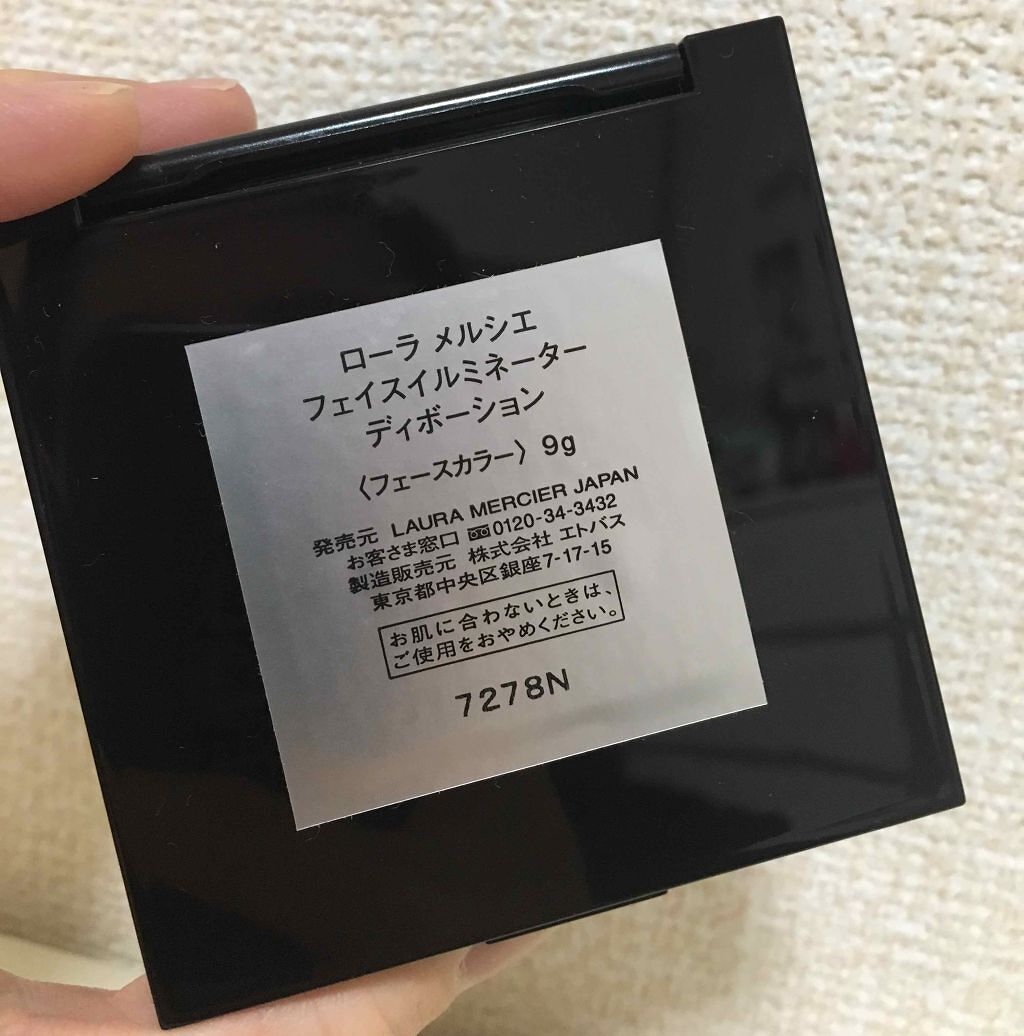 ローラ メルシエ
フェイスイルミネーター
ディボーション
〈フェースカラー〉 9g
発売元 LAURA MERCIER JAPAN
お客さま窓口 0120-34-3432
製造販売元 株式会社 エトバス
東京都中央区銀座7-17-15
お肌に合わないときは、
ご使用をおやめください。
7278N